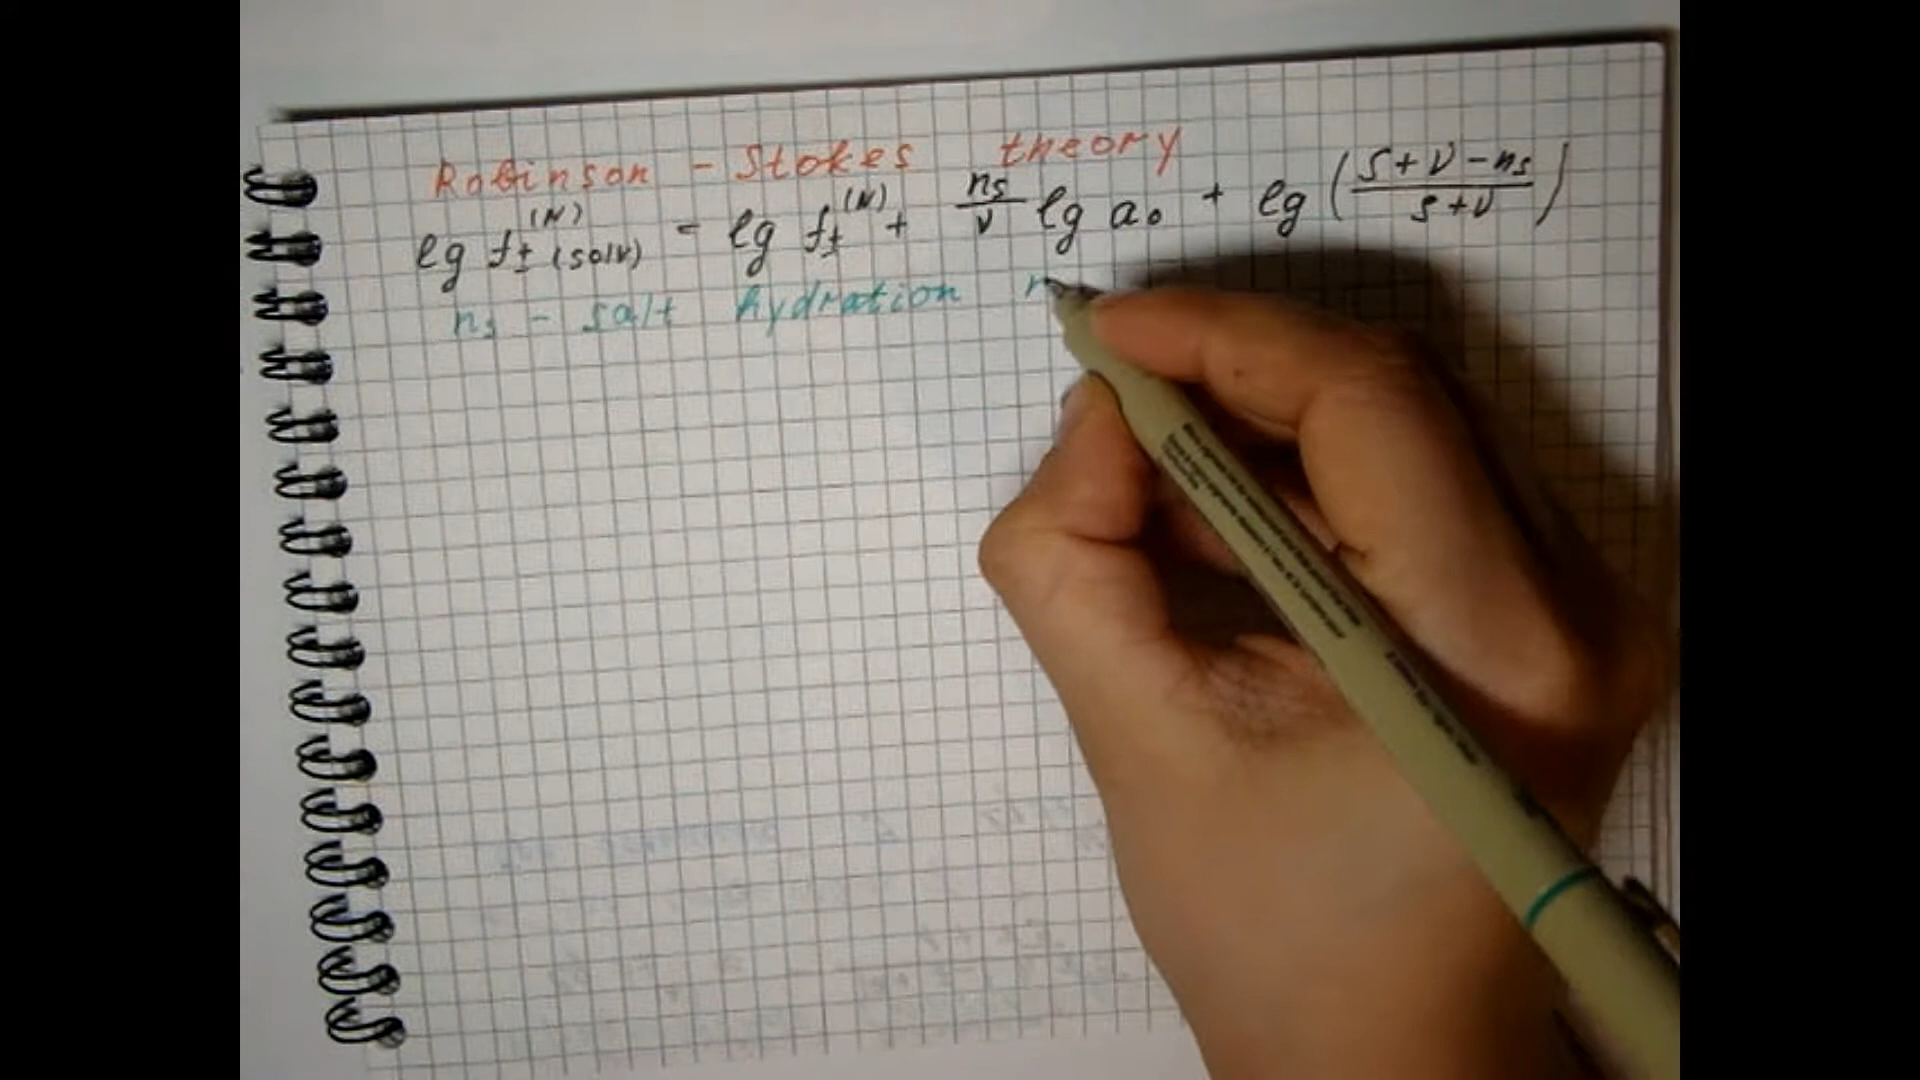 Robinson - Stokes theory
lg f± (solv) (N) = lg f± (N) + ns/ν lg a₀ + lg (S+ν-ns / S+ν)
ns - salt hydration n